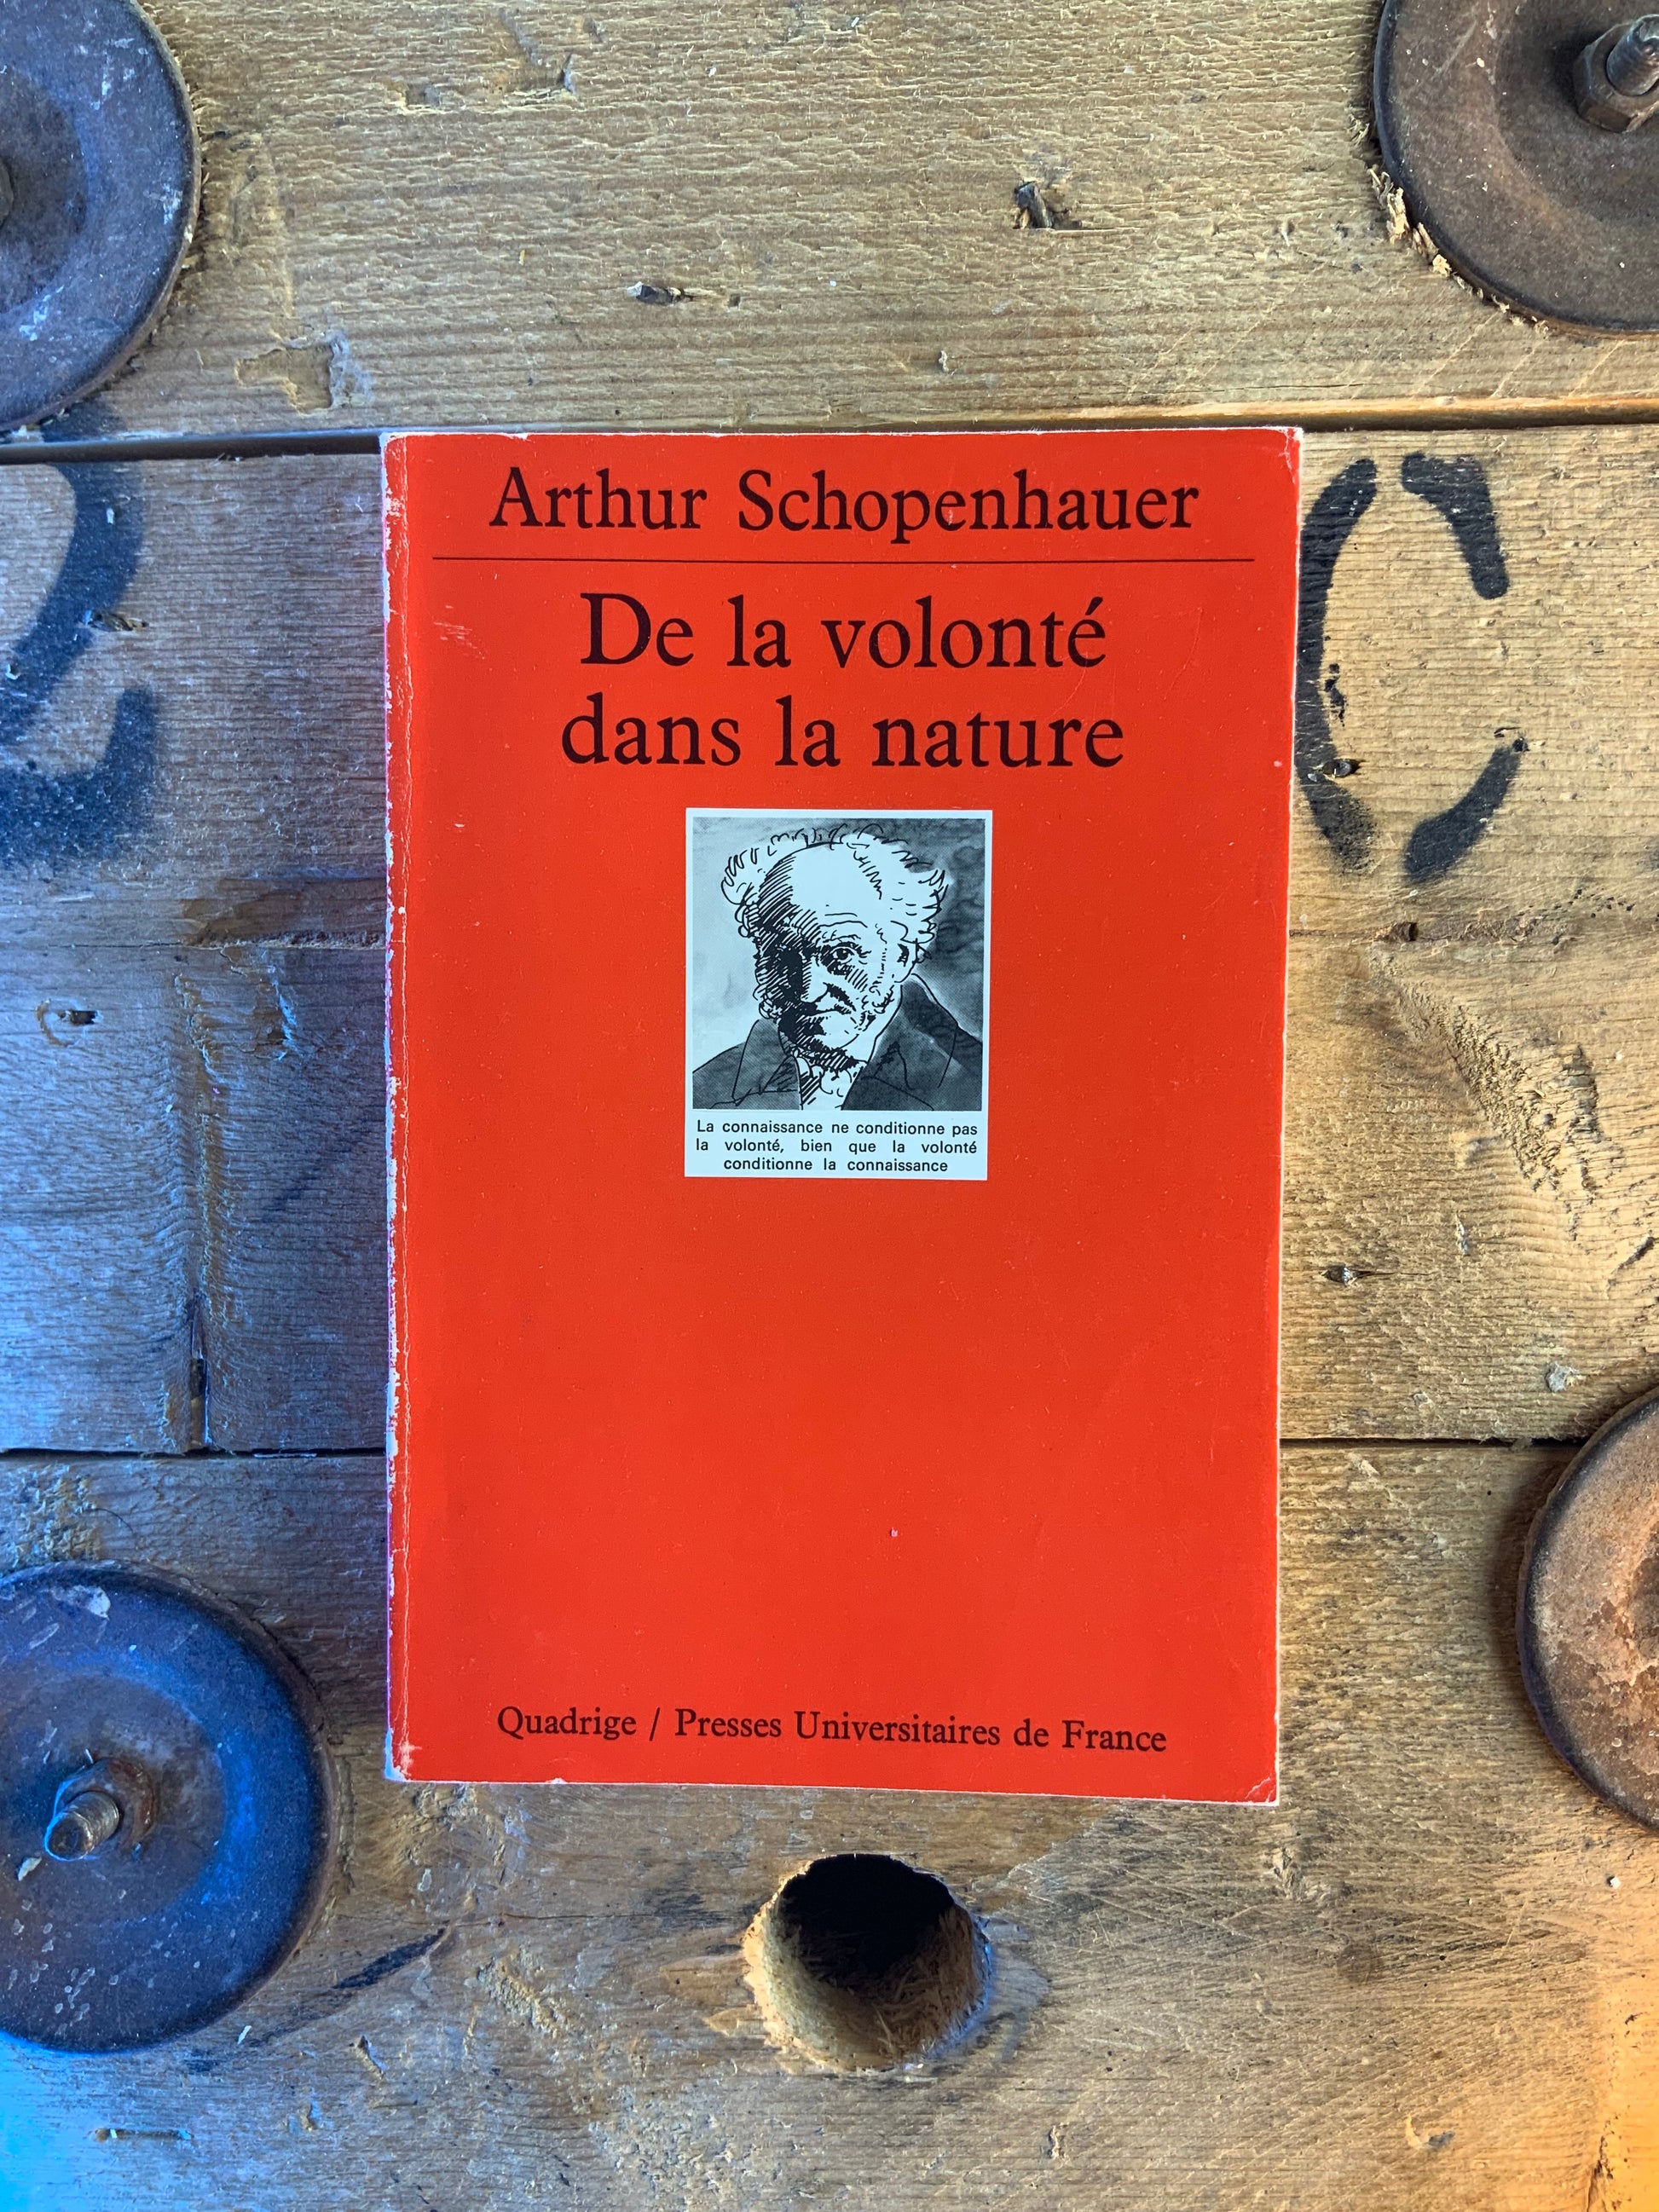 Arthur Schopenhauer
De la volonté
dans la nature
C
La connaissance ne conditionne pas
la volonté, bien que la volonté
conditionne la connaissance
Quadrige / Presses Universitaires de France